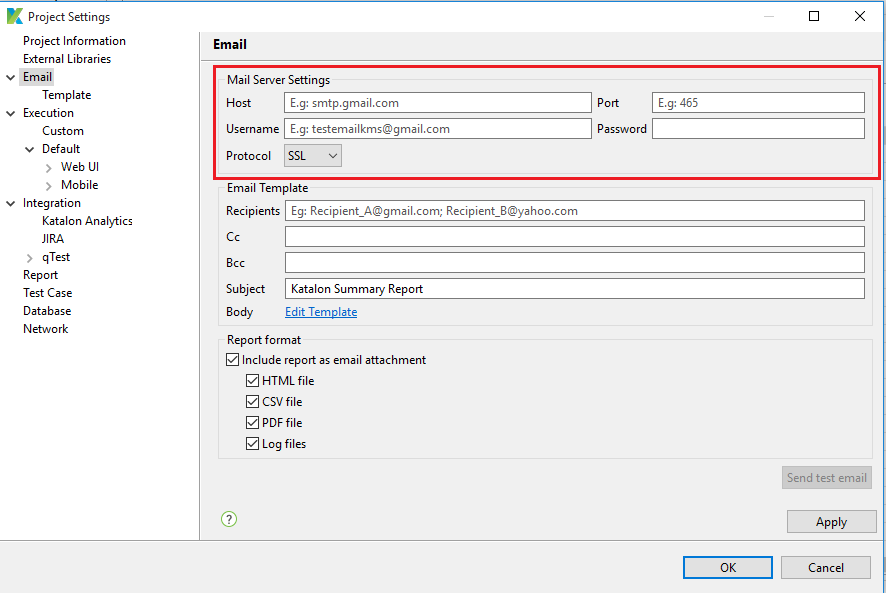 Project Settings
Project Information
External Libraries
Email
Template
Execution
Custom
Default
Web UI
Mobile
Integration
Katalon Analytics
JIRA
qTest
Report
Test Case
Database
Network
Email
Mail Server Settings
Host E.g: smtp.gmail.com Port E.g: 465
Username E.g: testemailkms@gmail.com Password
Protocol SSL
Email Template
Recipients Eg: Recipient_A@gmail.com; Recipient_B@yahoo.com
Cc
Bcc
Subject Katalon Summary Report
Body Edit Template
Report format
Include report as email attachment
HTML file
CSV file
PDF file
Log files
Send test email
?
Apply
OK Cancel